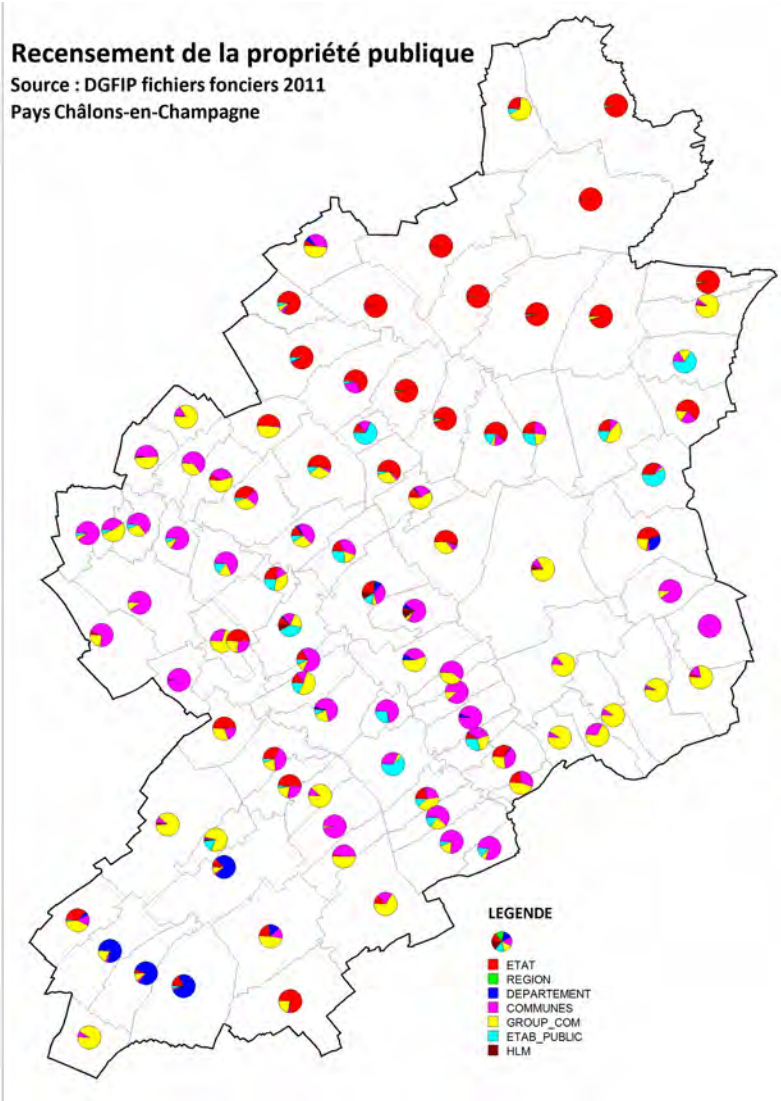 Recensement de la propriété publique
Source : DGFIP fichiers fonciers 2011
Pays Châlons-en-Champagne
LEGENDE
ETAT
REGION
DEPARTEMENT
COMMUNES
GROUP_COM
ETAB_PUBLIC
HLM